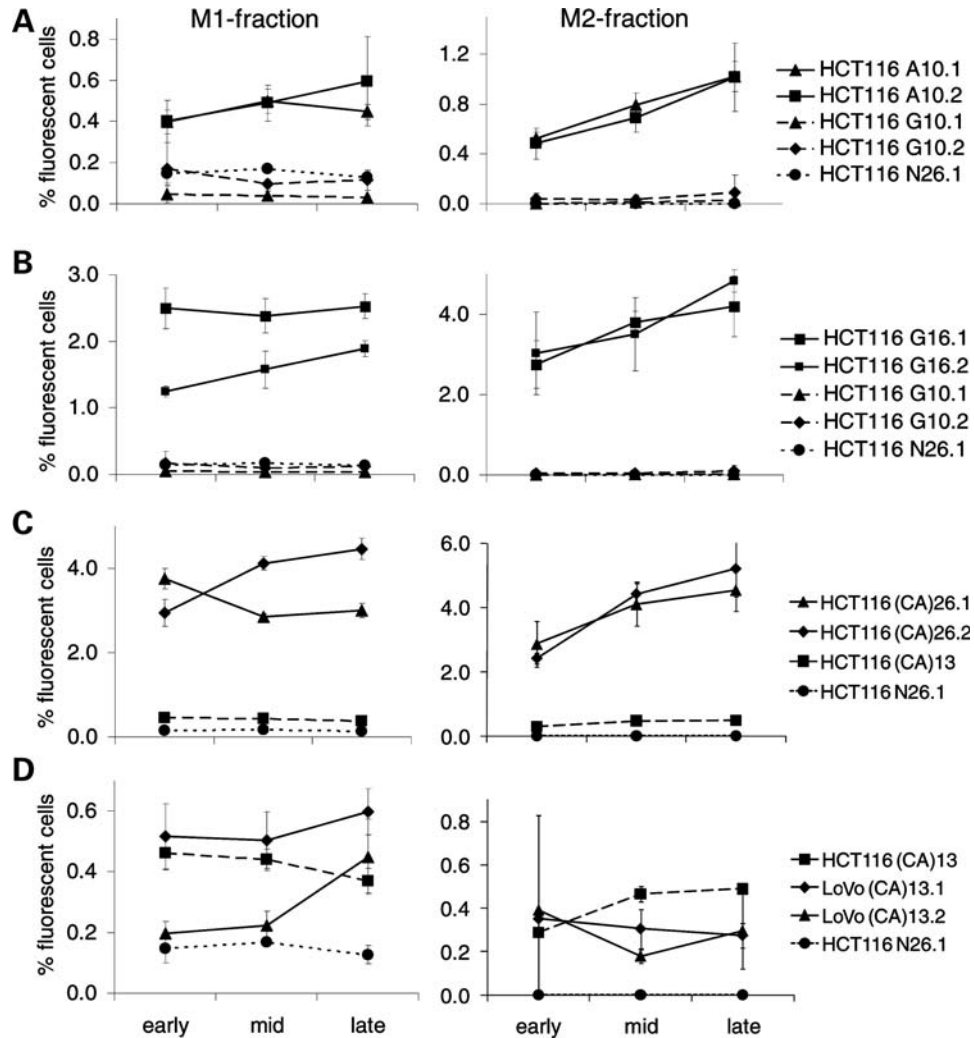 M1-fraction
M2-fraction
A
% fluorescent cells
0.8
0.6
0.4
0.2
0.0
1.2
0.8
0.4
0.0
HCT116 A10.1
HCT116 A10.2
HCT116 G10.1
HCT116 G10.2
HCT116 N26.1
B
% fluorescent cells
3.0
2.0
1.0
0.0
4.0
2.0
0.0
HCT116 G16.1
HCT116 G16.2
HCT116 G10.1
HCT116 G10.2
HCT116 N26.1
C
% fluorescent cells
4.0
2.0
0.0
6.0
4.0
2.0
0.0
HCT116 (CA)26.1
HCT116 (CA)26.2
HCT116 (CA)13
HCT116 N26.1
D
% fluorescent cells
0.6
0.4
0.2
0.0
0.8
0.6
0.4
0.2
0.0
HCT116 (CA)13
LoVo (CA)13.1
LoVo (CA)13.2
HCT116 N26.1
early mid late
early mid late